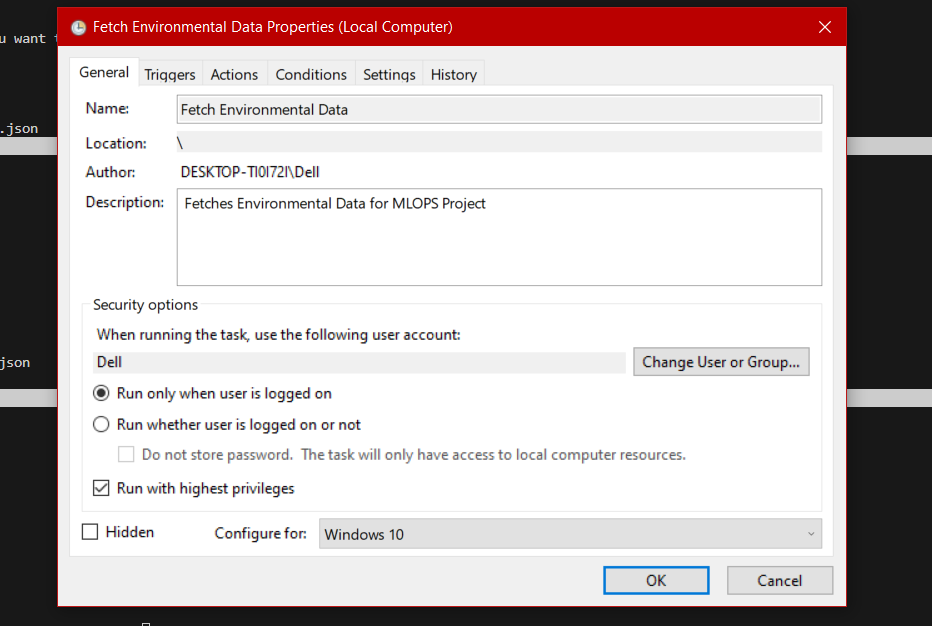 Fetch Environmental Data Properties (Local Computer)
u want t
.json
json
General Triggers Actions Conditions Settings History
Name: Fetch Environmental Data
Location: \
Author: DESKTOP-TI0I72I\Dell
Description: Fetches Environmental Data for MLOPS Project
Security options
When running the task, use the following user account:
Dell Change User or Group...
Run only when user is logged on
Run whether user is logged on or not
Do not store password. The task will only have access to local computer resources.
Run with highest privileges
Hidden Configure for: Windows 10
OK Cancel